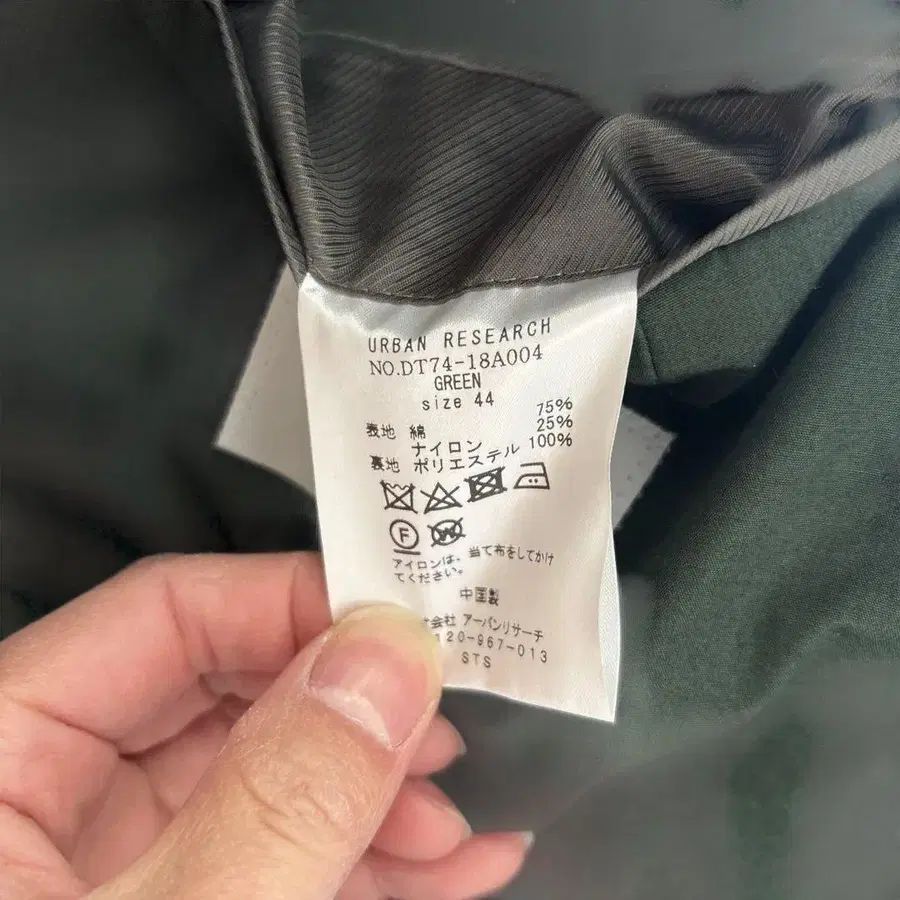 URBAN RESEARCH
NO.DT74-18A004
GREEN
size 44
表地 綿 75%
ナイロン 25%
裏地 ポリエステル 100%
F W
アイロンは、当て布をしてかけ
てください。
中国製
会社 アーバンリサーチ
120-967-013
STS